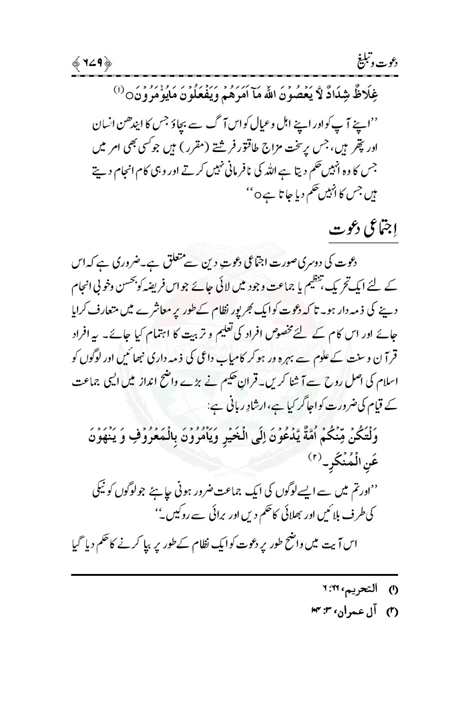 دعوت و تبلیغ
﴿۶۷۹﴾
غِلَاظٌ شِدَادٌ لَّا يَعْصُوْنَ اللهَ مَآ اَمَرَهُمْ وَيَفْعَلُوْنَ مَايُؤْمَرُوْنَ○(۱)
’’اپنے آپ کو اور اپنے اہل و عیال کو اس آگ سے بچاؤ جس کا ایندھن انسان
اور پتھر ہیں، جس پر سخت مزاج طاقتور فرشتے (مقرر) ہیں جو کسی بھی امر میں
جس کا وہ انہیں حکم دیتا ہے اللہ کی نافرمانی نہیں کرتے اور وہی کام انجام دیتے
ہیں جس کا انہیں حکم دیا جاتا ہے○‘‘
اِجتماعی دعوت
دعوت کی دوسری صورت اجتماعی دعوتِ دین سے متعلق ہے۔ ضروری ہے کہ اس
کے لئے ایک تحریک، تنظیم یا جماعت وجود میں لائی جائے جو اس فریضہ کو بحسن و خوبی انجام
دینے کی ذمہ دار ہو۔ تا کہ دعوت کو ایک بھرپور نظام کے طور پر معاشرے میں متعارف کرایا
جائے اور اس کام کے لئے مخصوص افراد کی تعلیم و تربیت کا اہتمام کیا جائے۔ یہ افراد
قرآن و سنت کے علوم سے بہرہ ور ہو کر کامیاب داعی کی ذمہ داری نبھائیں اور لوگوں کو
اسلام کی اصل روح سے آشنا کریں۔ قرآن حکیم نے بڑے واضح انداز میں ایسی جماعت
کے قیام کی ضرورت کو اجاگر کیا ہے، ارشادِ ربانی ہے:
وَلْتَكُنْ مِّنْكُمْ اُمَّةٌ يَّدْعُوْنَ اِلَى الْخَيْرِ وَيَاْمُرُوْنَ بِالْمَعْرُوْفِ وَ يَنْهَوْنَ
عَنِ الْمُنْكَرِ۔(۲)
’’اور تم میں سے ایسے لوگوں کی ایک جماعت ضرور ہونی چاہئے جو لوگوں کو نیکی
کی طرف بلائیں اور بھلائی کا حکم دیں اور برائی سے روکیں۔‘‘
اس آیت میں واضح طور پر دعوت کو ایک نظام کے طور پر بپا کرنے کا حکم دیا گیا
(۱) التحریم، ۶۶: ۶
(۲) آل عمران، ۳: ۱۰۴